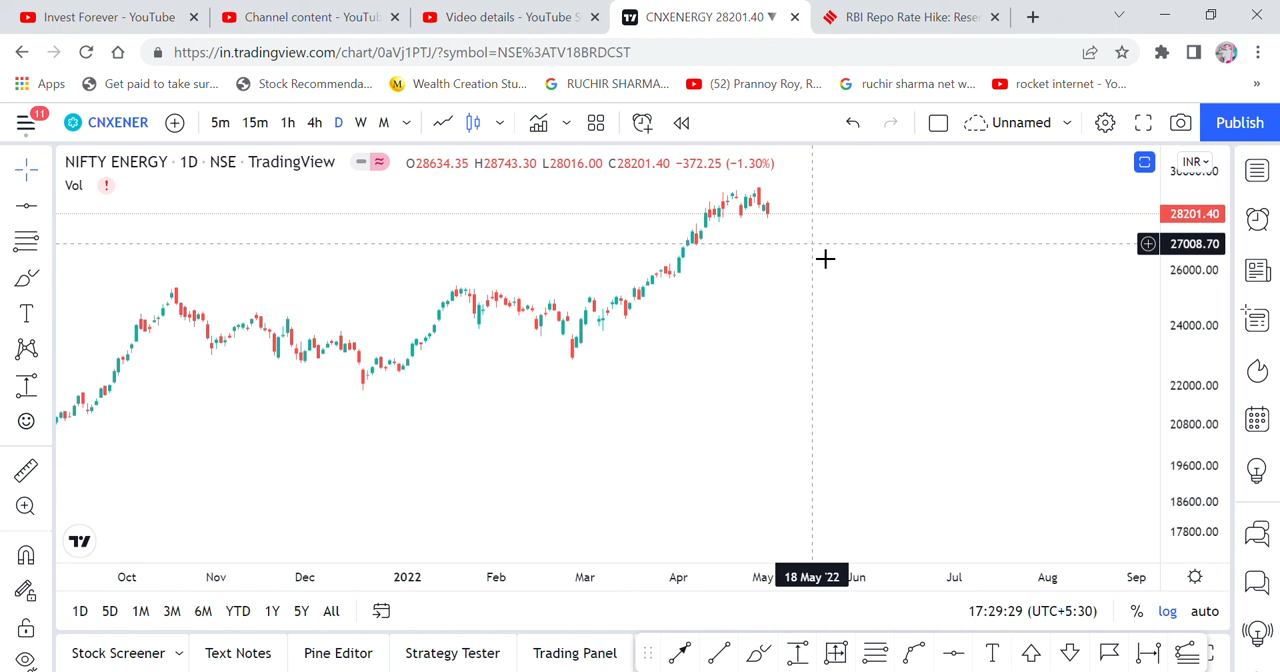 Invest Forever - YouTube
Channel content - YouTub
Video details - YouTube S
CNXENERGY 28201.40 ▼
RBI Repo Rate Hike: Reser
https://in.tradingview.com/chart/0aVj1PTJ/?symbol=NSE%3ATV18BRDCST
Apps
Get paid to take sur...
Stock Recommenda...
M
Wealth Creation Stu...
RUCHIR SHARMA...
(52) Prannoy Roy, R...
ruchir sharma net w...
rocket internet - Yo...
»
11
CNXENER
5m 15m 1h 4h D W M
Unnamed
Publish
NIFTY ENERGY · 1D · NSE · TradingView
O28634.35 H28743.30 L28016.00 C28201.40 −372.25 (−1.30%)
INR
Vol
28201.40
27008.70
26000.00
24000.00
22000.00
20800.00
19600.00
18600.00
17800.00
Oct Nov Dec 2022 Feb Mar Apr May 18 May '22 Jun Jul Aug Sep
1D 5D 1M 3M 6M YTD 1Y 5Y All
17:29:29 (UTC+5:30) % log auto
Stock Screener Text Notes Pine Editor Strategy Tester Trading Panel